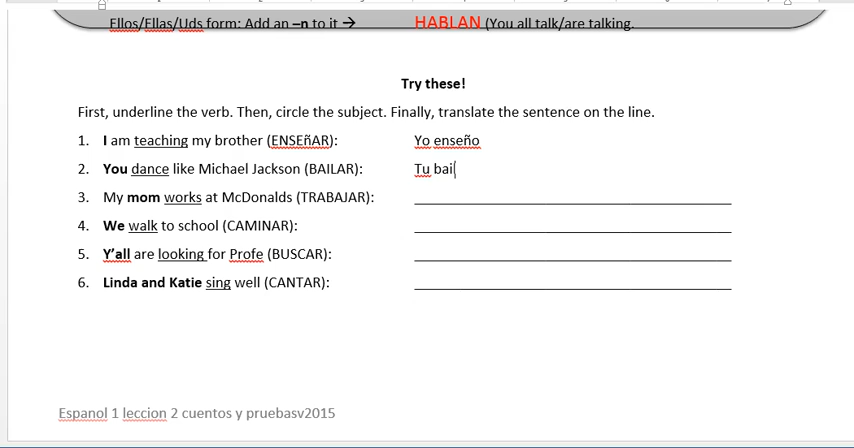 Ellos/Ellas/Uds form: Add an –n to it → HABLAN (You all talk/are talking.
Try these!
First, underline the verb. Then, circle the subject. Finally, translate the sentence on the line.
1. I am teaching my brother (ENSEñAR): Yo enseño
2. You dance like Michael Jackson (BAILAR): Tu bai
3. My mom works at McDonalds (TRABAJAR):
4. We walk to school (CAMINAR):
5. Y’all are looking for Profe (BUSCAR):
6. Linda and Katie sing well (CANTAR):
Espanol 1 leccion 2 cuentos y pruebasv2015